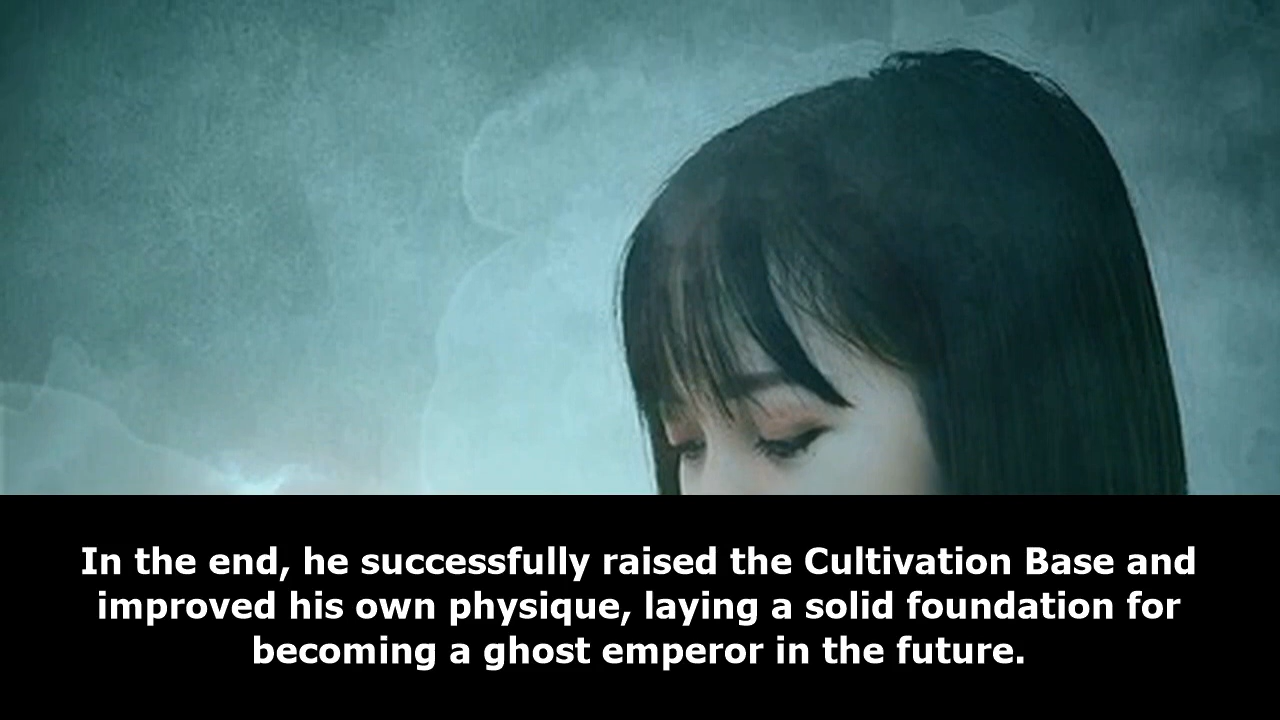 In the end, he successfully raised the Cultivation Base and
improved his own physique, laying a solid foundation for
becoming a ghost emperor in the future.